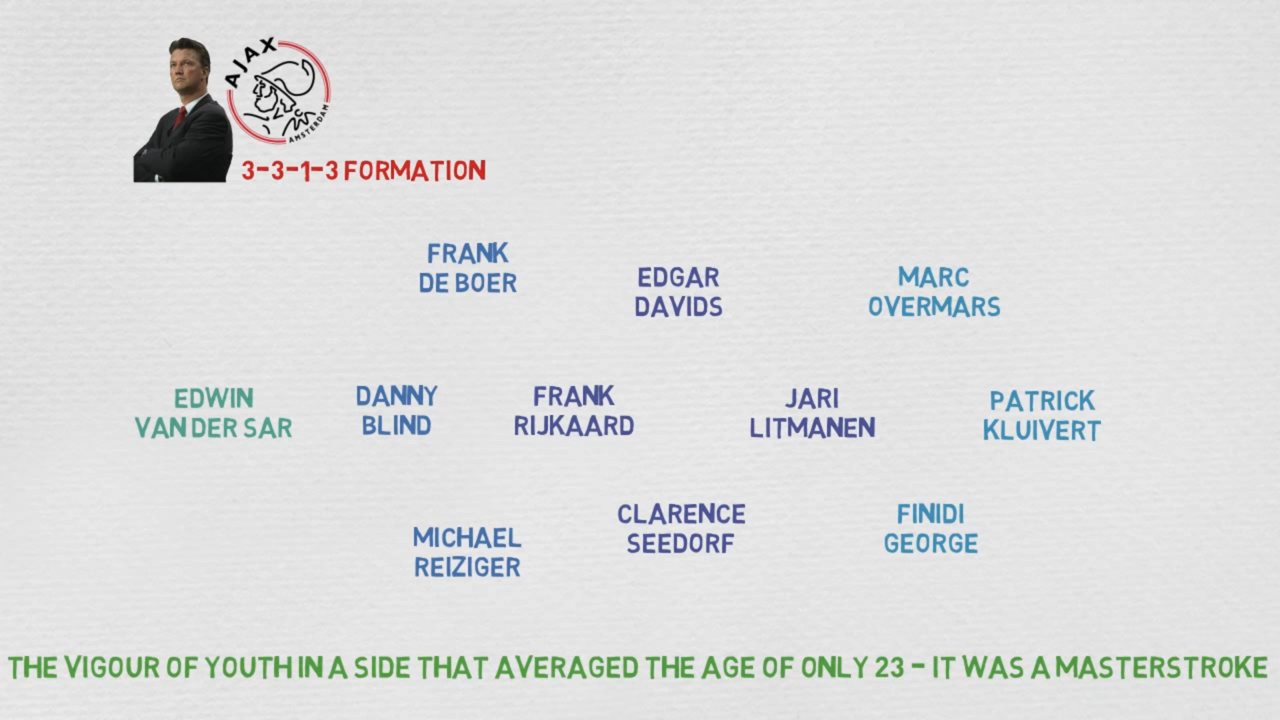 AJAX
AMSTERDAM
3-3-1-3 FORMATION
FRANK
DE BOER
EDGAR
DAVIDS
MARC
OVERMARS
EDWIN
VAN DER SAR
DANNY
BLIND
FRANK
RIJKAARD
JARI
LITMANEN
PATRICK
KLUIVERT
MICHAEL
REIZIGER
CLARENCE
SEEDORF
FINIDI
GEORGE
THE VIGOUR OF YOUTH IN A SIDE THAT AVERAGED THE AGE OF ONLY 23 - IT WAS A MASTERSTROKE